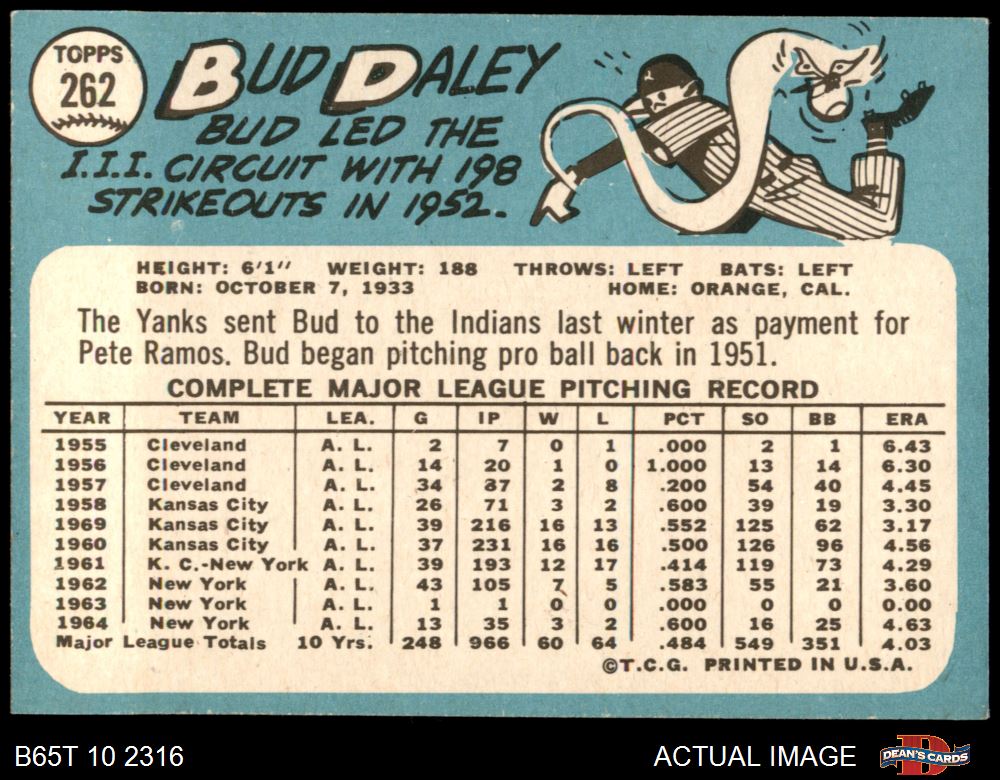 TOPPS
262
BUD DALEY
BUD LED THE
I.I.I. CIRCUIT WITH 198
STRIKEOUTS IN 1952.
HEIGHT: 6'1" WEIGHT: 188 THROWS: LEFT BATS: LEFT
BORN: OCTOBER 7, 1933 HOME: ORANGE, CAL.
The Yanks sent Bud to the Indians last winter as payment for
Pete Ramos. Bud began pitching pro ball back in 1951.
COMPLETE MAJOR LEAGUE PITCHING RECORD
YEAR TEAM LEA. G IP W L PCT SO BB ERA
1955 Cleveland A. L. 2 7 0 1 .000 2 1 6.43
1956 Cleveland A. L. 14 20 1 0 1.000 13 14 6.30
1957 Cleveland A. L. 34 87 2 8 .200 54 40 4.45
1958 Kansas City A. L. 26 71 3 2 .600 39 19 3.30
1969 Kansas City A. L. 39 216 16 13 .552 125 62 3.17
1960 Kansas City A. L. 37 231 16 16 .500 126 96 4.56
1961 K. C.-New York A. L. 39 193 12 17 .414 119 73 4.29
1962 New York A. L. 43 105 7 5 .583 55 21 3.60
1963 New York A. L. 1 1 0 0 .000 0 0 0.00
1964 New York A. L. 13 35 3 2 .600 16 25 4.63
Major League Totals 10 Yrs. 248 966 60 64 .484 549 351 4.03
©T.C.G. PRINTED IN U.S.A.
B65T 10 2316 ACTUAL IMAGE DEAN'S CARDS